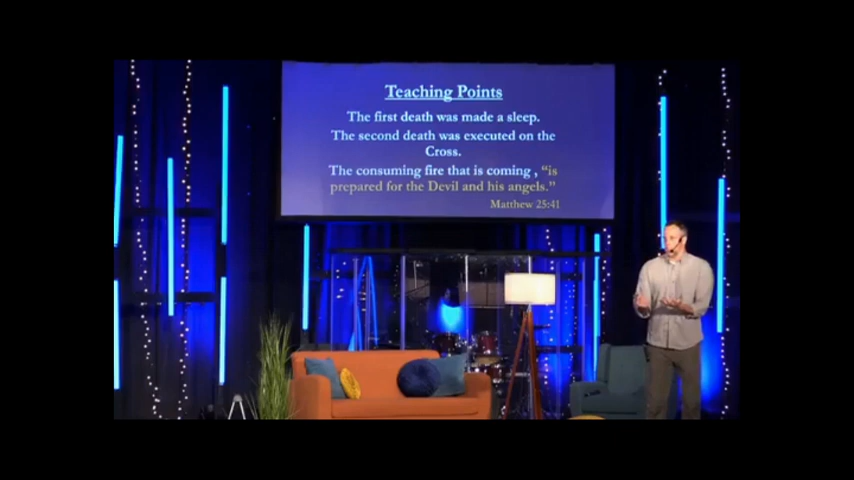 Teaching Points
The first death was made a sleep.
The second death was executed on the
Cross.
The consuming fire that is coming , “is
prepared for the Devil and his angels.”
Matthew 25:41